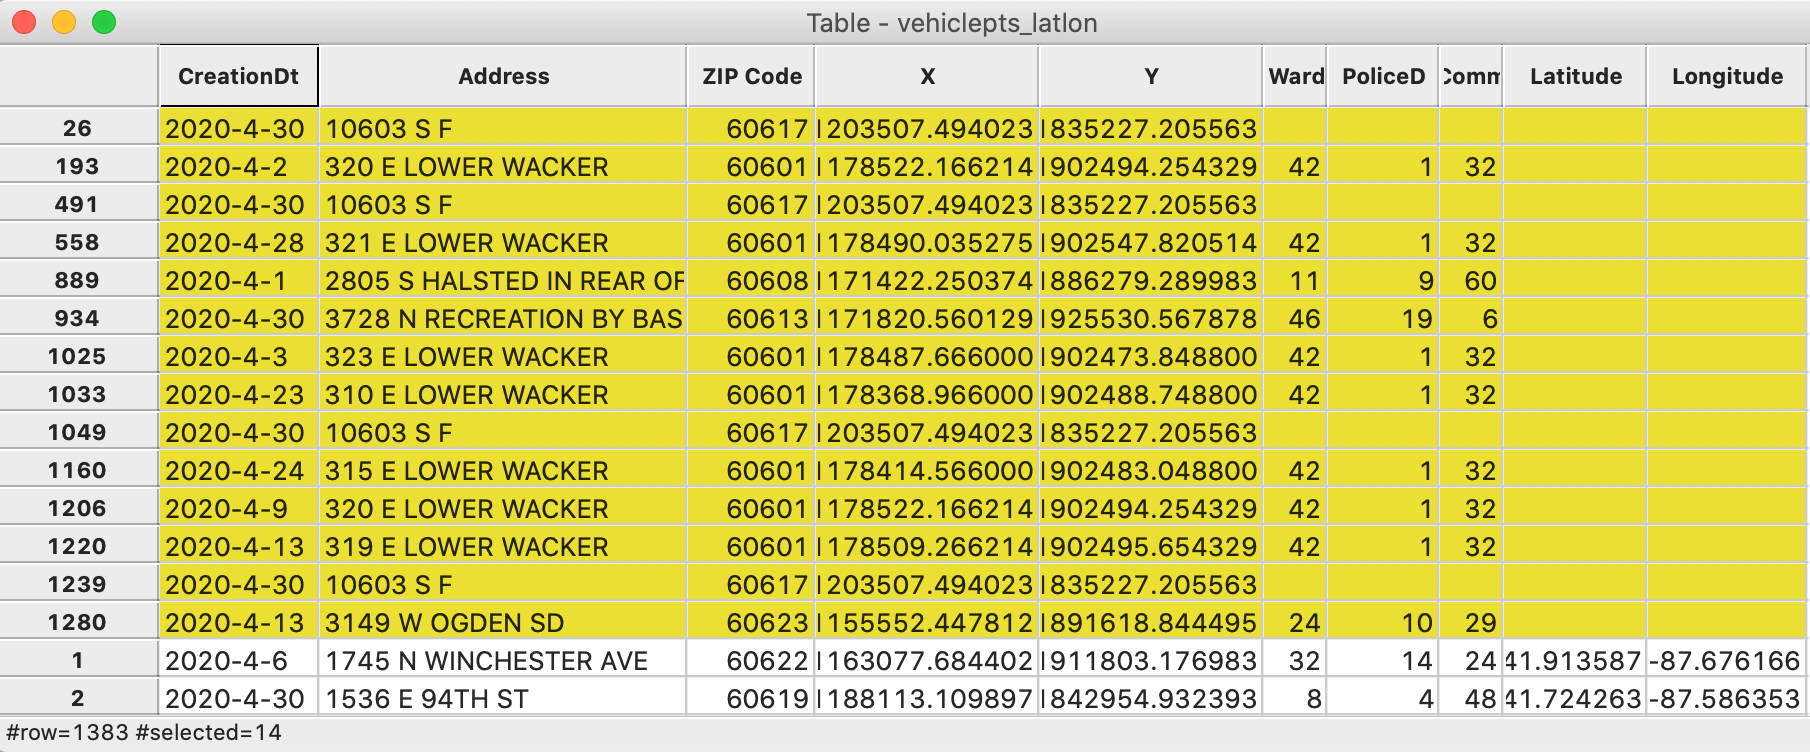 Table - vehiclepts_latlon
CreationDt Address ZIP Code X Y Ward PoliceD Comm Latitude Longitude
26 2020-4-30 10603 S F 60617 1203507.494023 1835227.205563
193 2020-4-2 320 E LOWER WACKER 60601 1178522.166214 1902494.254329 42 1 32
491 2020-4-30 10603 S F 60617 1203507.494023 1835227.205563
558 2020-4-28 321 E LOWER WACKER 60601 1178490.035275 1902547.820514 42 1 32
889 2020-4-1 2805 S HALSTED IN REAR OF 60608 1171422.250374 1886279.289983 11 9 60
934 2020-4-30 3728 N RECREATION BY BAS 60613 1171820.560129 1925530.567878 46 19 6
1025 2020-4-3 323 E LOWER WACKER 60601 1178487.666000 1902473.848800 42 1 32
1033 2020-4-23 310 E LOWER WACKER 60601 1178368.966000 1902488.748800 42 1 32
1049 2020-4-30 10603 S F 60617 1203507.494023 1835227.205563
1160 2020-4-24 315 E LOWER WACKER 60601 1178414.566000 1902483.048800 42 1 32
1206 2020-4-9 320 E LOWER WACKER 60601 1178522.166214 1902494.254329 42 1 32
1220 2020-4-13 319 E LOWER WACKER 60601 1178509.266214 1902495.654329 42 1 32
1239 2020-4-30 10603 S F 60617 1203507.494023 1835227.205563
1280 2020-4-13 3149 W OGDEN SD 60623 1155552.447812 1891618.844495 24 10 29
1 2020-4-6 1745 N WINCHESTER AVE 60622 1163077.684402 1911803.176983 32 14 24 41.913587 -87.676166
2 2020-4-30 1536 E 94TH ST 60619 1188113.109897 1842954.932393 8 4 48 41.724263 -87.586353
#row=1383 #selected=14